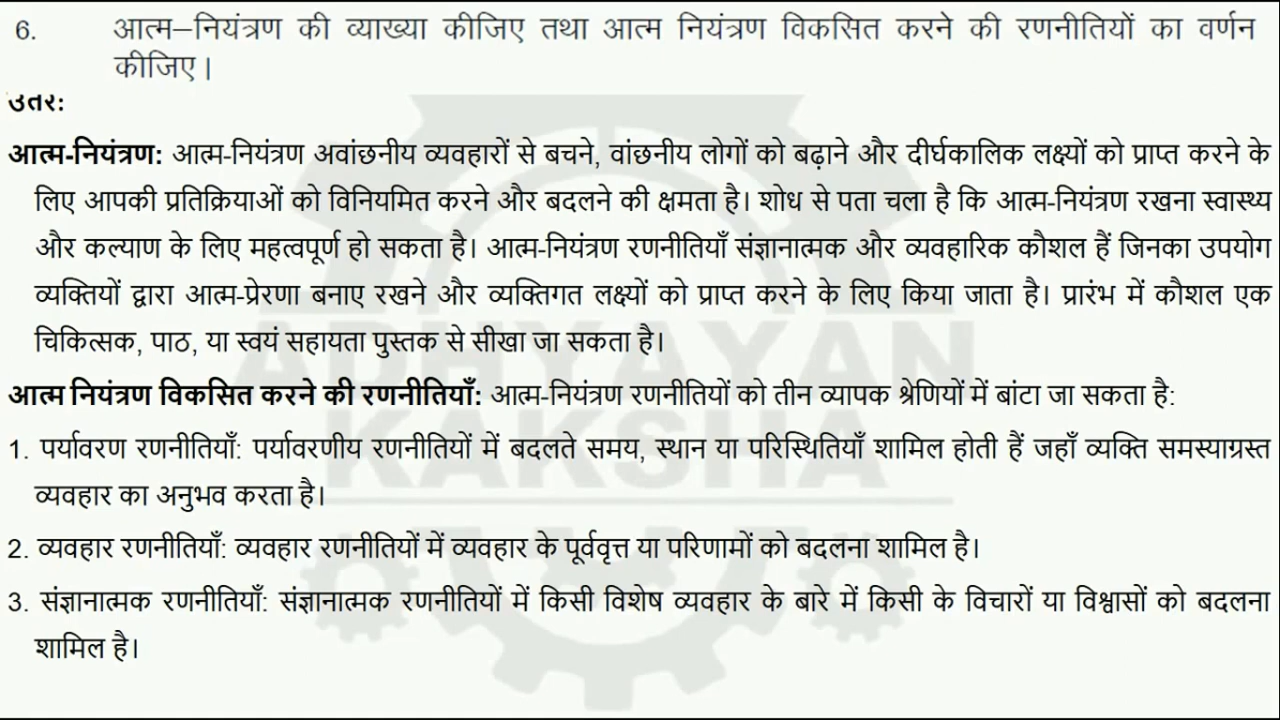 6. आत्म–नियंत्रण की व्याख्या कीजिए तथा आत्म नियंत्रण विकसित करने की रणनीतियों का वर्णन
कीजिए।
उतर:
आत्म-नियंत्रण: आत्म-नियंत्रण अवांछनीय व्यवहारों से बचने, वांछनीय लोगों को बढ़ाने और दीर्घकालिक लक्ष्यों को प्राप्त करने के
लिए आपकी प्रतिक्रियाओं को विनियमित करने और बदलने की क्षमता है। शोध से पता चला है कि आत्म-नियंत्रण रखना स्वास्थ्य
और कल्याण के लिए महत्वपूर्ण हो सकता है। आत्म-नियंत्रण रणनीतियाँ संज्ञानात्मक और व्यवहारिक कौशल हैं जिनका उपयोग
व्यक्तियों द्वारा आत्म-प्रेरणा बनाए रखने और व्यक्तिगत लक्ष्यों को प्राप्त करने के लिए किया जाता है। प्रारंभ में कौशल एक
चिकित्सक, पाठ, या स्वयं सहायता पुस्तक से सीखा जा सकता है।
आत्म नियंत्रण विकसित करने की रणनीतियाँ: आत्म-नियंत्रण रणनीतियों को तीन व्यापक श्रेणियों में बांटा जा सकता है:
1. पर्यावरण रणनीतियाँ: पर्यावरणीय रणनीतियों में बदलते समय, स्थान या परिस्थितियाँ शामिल होती हैं जहाँ व्यक्ति समस्याग्रस्त
व्यवहार का अनुभव करता है।
2. व्यवहार रणनीतियाँ: व्यवहार रणनीतियों में व्यवहार के पूर्ववृत्त या परिणामों को बदलना शामिल है।
3. संज्ञानात्मक रणनीतियाँ: संज्ञानात्मक रणनीतियों में किसी विशेष व्यवहार के बारे में किसी के विचारों या विश्वासों को बदलना
शामिल है।
ADHYAYAN
KAKSHA